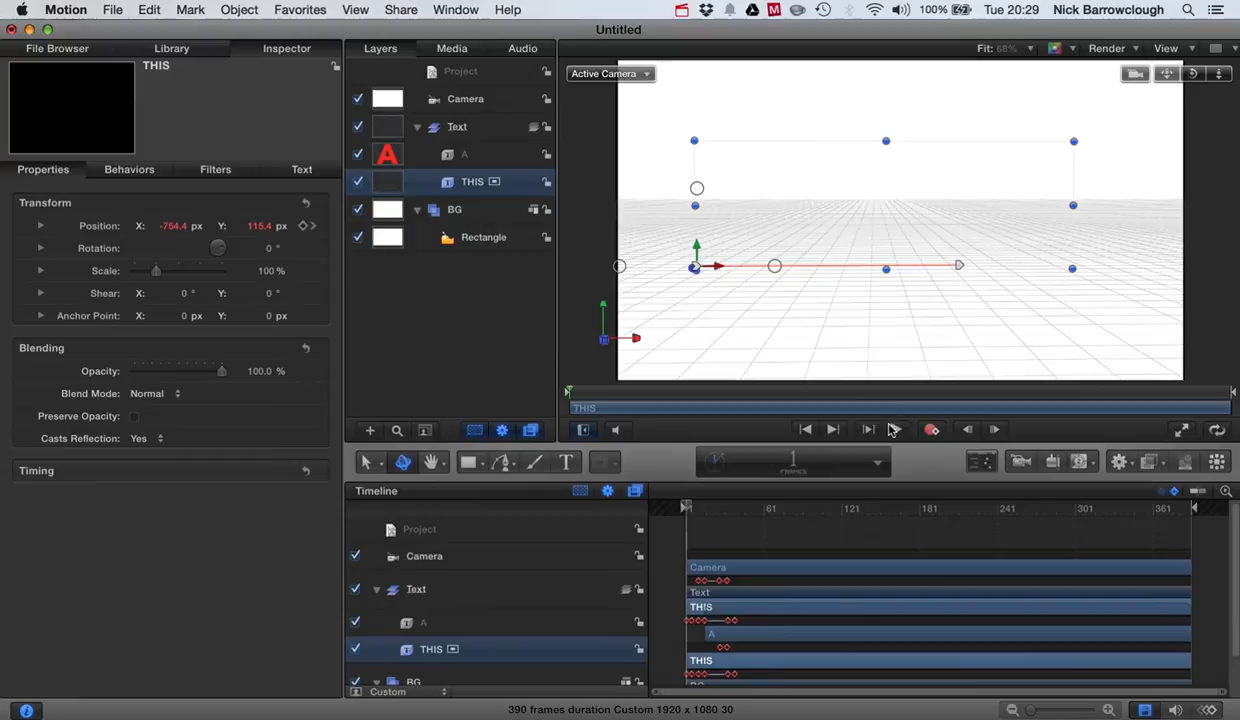 Motion File Edit Mark Object Favorites View Share Window Help 100% Tue 20:29 Nick Barrowclough
Untitled
File Browser Library Inspector Layers Media Audio Fit: 68% Render View
THIS
Project
Active Camera
Camera
Text
A
Properties Behaviors Filters Text
THIS
Transform
BG
Position: X: -754.4 px Y: 115.4 px
Rectangle
Rotation: 0 °
Scale: 100 %
Shear: X: 0 ° Y: 0 °
Anchor Point: X: 0 px Y: 0 px
Blending
Opacity: 100.0 %
Blend Mode: Normal
THIS
Preserve Opacity:
Casts Reflection: Yes
Timing
T
1
FRAMES
Timeline
61 121 181 241 301 361
Project
Camera
Camera
Text
Text
THIS
A
A
THIS
THIS
BG
Custom
390 frames duration Custom 1920 x 1080 30